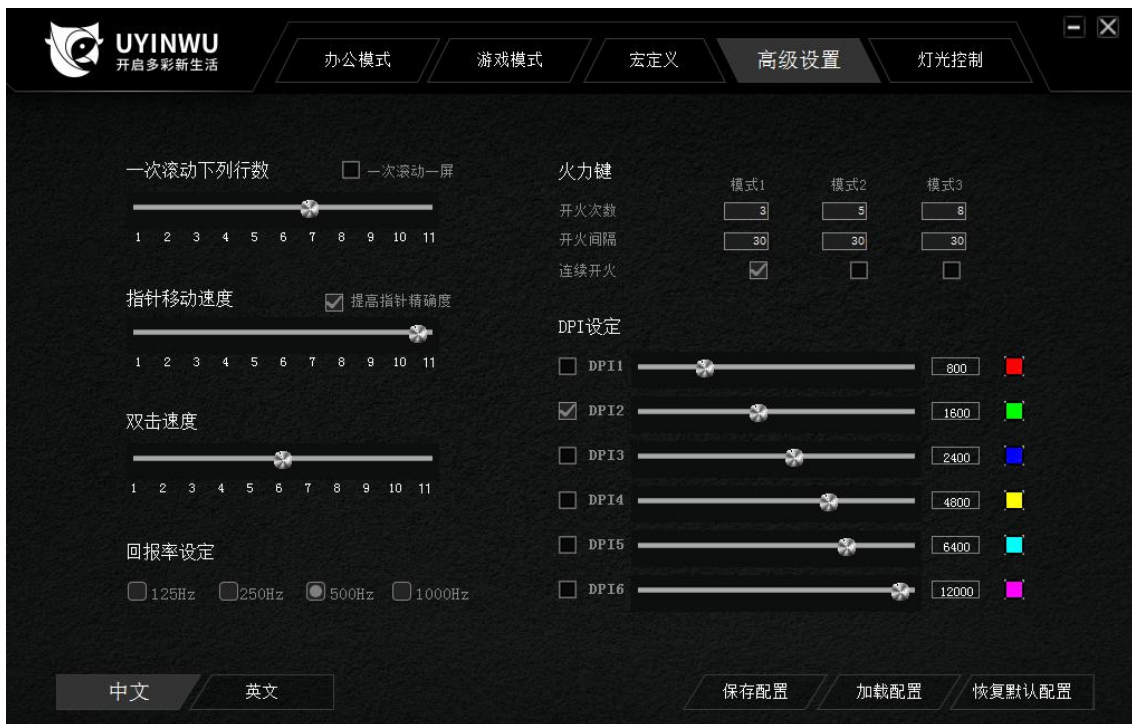 UYINWU
开启多彩新生活
办公模式
游戏模式
宏定义
高级设置
灯光控制
一次滚动下列行数
一次滚动一屏
1 2 3 4 5 6 7 8 9 10 11
指针移动速度
提高指针精确度
1 2 3 4 5 6 7 8 9 10 11
双击速度
1 2 3 4 5 6 7 8 9 10 11
回报率设定
125Hz 250Hz 500Hz 1000Hz
火力键
模式1 模式2 模式3
开火次数 3 5 8
开火间隔 30 30 30
连续开火
DPI设定
DPI1 800
DPI2 1600
DPI3 2400
DPI4 4800
DPI5 6400
DPI6 12000
中文
英文
保存配置
加载配置
恢复默认配置